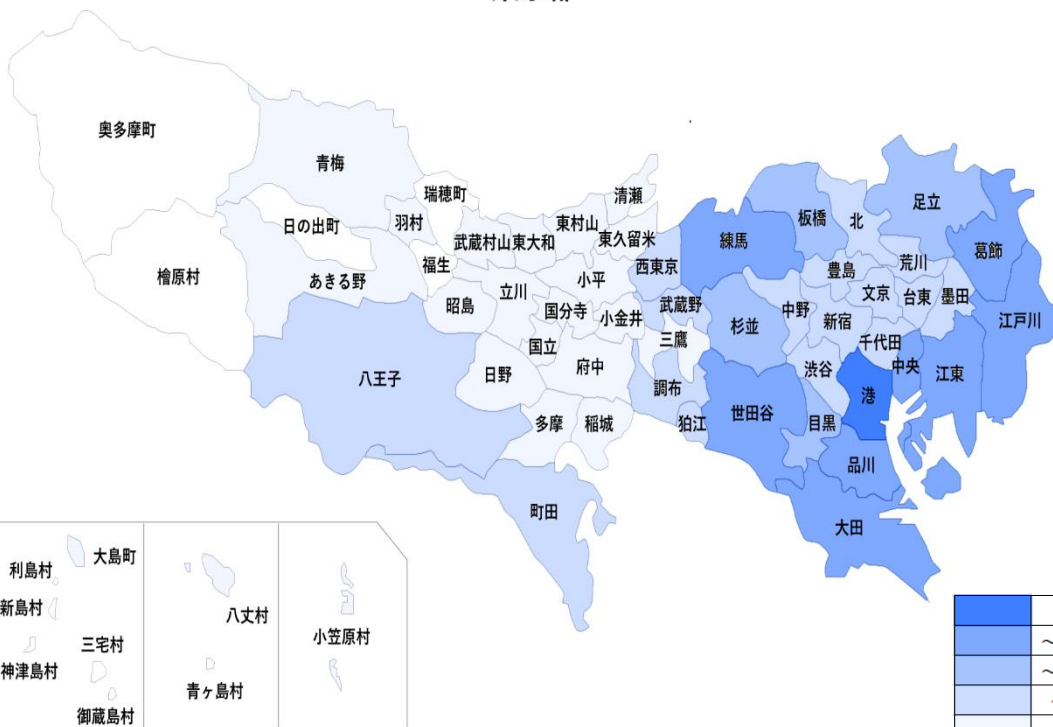 奥多摩町
青梅
瑞穂町
羽村
日の出町
檜原村
あきる野
福生
武蔵村山
東大和
東村山
清瀬
東久留米
小平
西東京
昭島
立川
国分寺
小金井
武蔵野
国立
三鷹
八王子
日野
府中
調布
多摩
稲城
狛江
町田
練馬
板橋
北
足立
葛飾
豊島
荒川
文京
台東
墨田
江戸川
中野
新宿
杉並
千代田
渋谷
中央
江東
港
世田谷
目黒
品川
大田
大島町
利島村
新島村
三宅村
神津島村
御蔵島村
八丈村
青ヶ島村
小笠原村
～
～